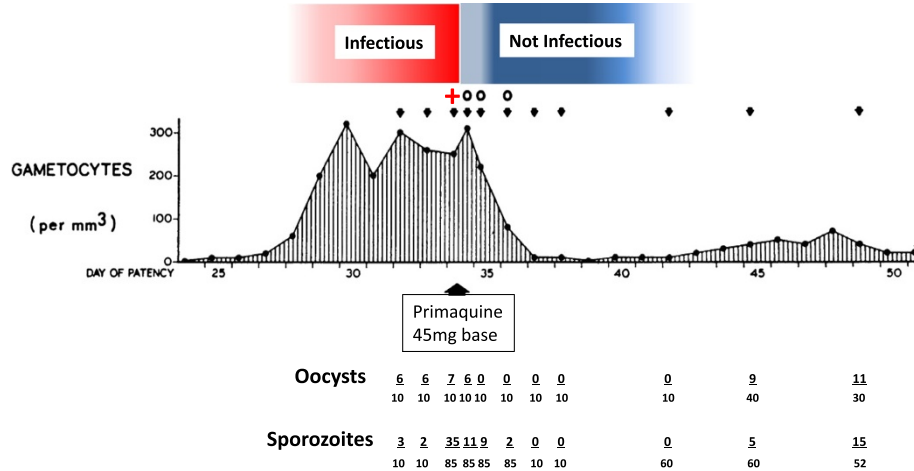 Infectious
Not Infectious
+ o o o
300
GAMETOCYTES
200
(per mm3)
100
0
DAY OF PATENCY 25 30 35 40 45 50
Primaquine
45mg base
Oocysts 6 6 7 6 0 0 0 0 0 9 11
10 10 10 10 10 10 10 10 10 40 30
Sporozoites 3 2 35 11 9 2 0 0 0 5 15
10 10 85 85 85 85 10 10 60 60 52